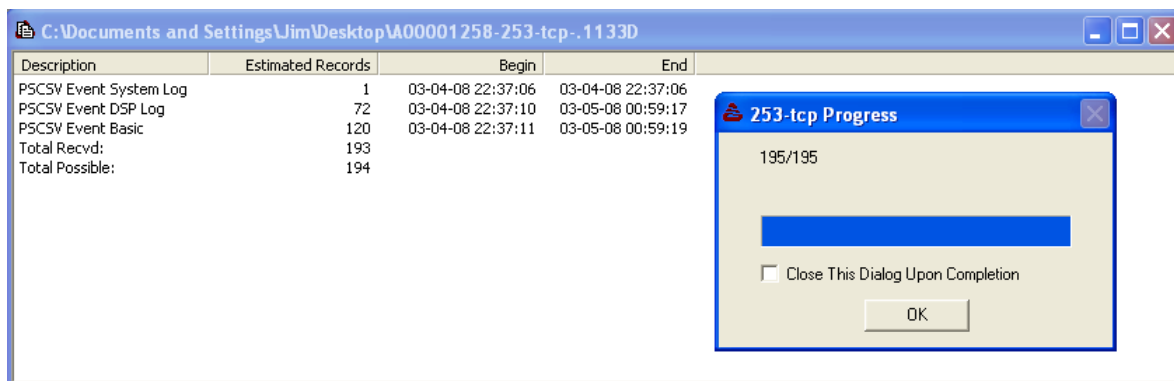 C:\Documents and Settings\Jim\Desktop\A00001258-253-tcp-.1133D
Description Estimated Records Begin End
PSCSV Event System Log 1 03-04-08 22:37:06 03-04-08 22:37:06
PSCSV Event DSP Log 72 03-04-08 22:37:10 03-05-08 00:59:17
PSCSV Event Basic 120 03-04-08 22:37:11 03-05-08 00:59:19
Total Recvd: 193
Total Possible: 194
253-tcp Progress
195/195
Close This Dialog Upon Completion
OK